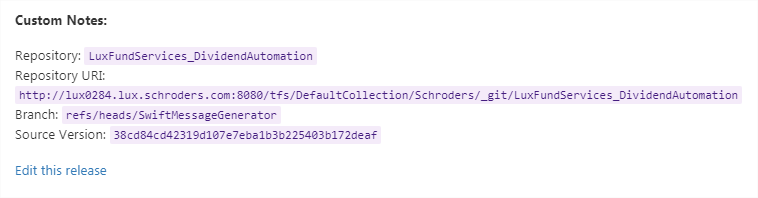 Custom Notes:
Repository: LuxFundServices_DividendAutomation
Repository URI:
http://lux0284.lux.schroders.com:8080/tfs/DefaultCollection/Schroders/_git/LuxFundServices_DividendAutomation
Branch: refs/heads/SwiftMessageGenerator
Source Version: 38cd84cd42319d107e7eba1b3b225403b172deaf
Edit this release